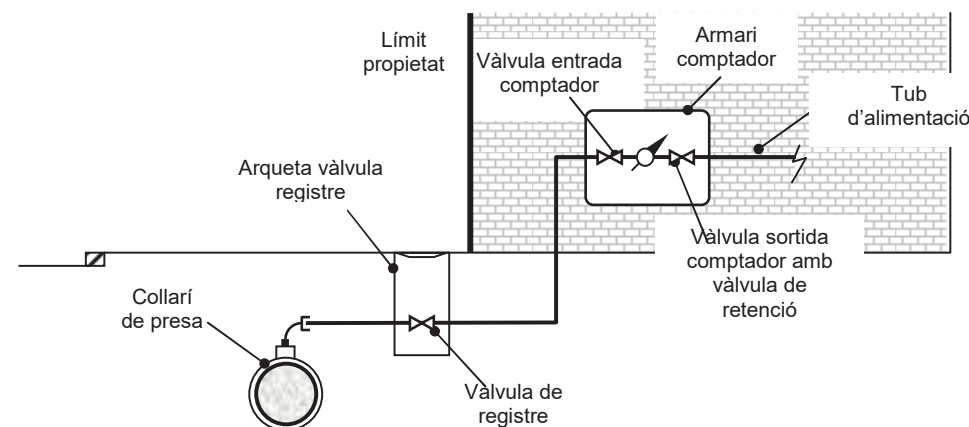 Límit
propietat
Vàlvula entrada
comptador
Armari
comptador
Tub
d’alimentació
Arqueta vàlvula
registre
Vàlvula sortida
comptador amb
vàlvula de
retenció
Collarí
de presa
Vàlvula de
registre